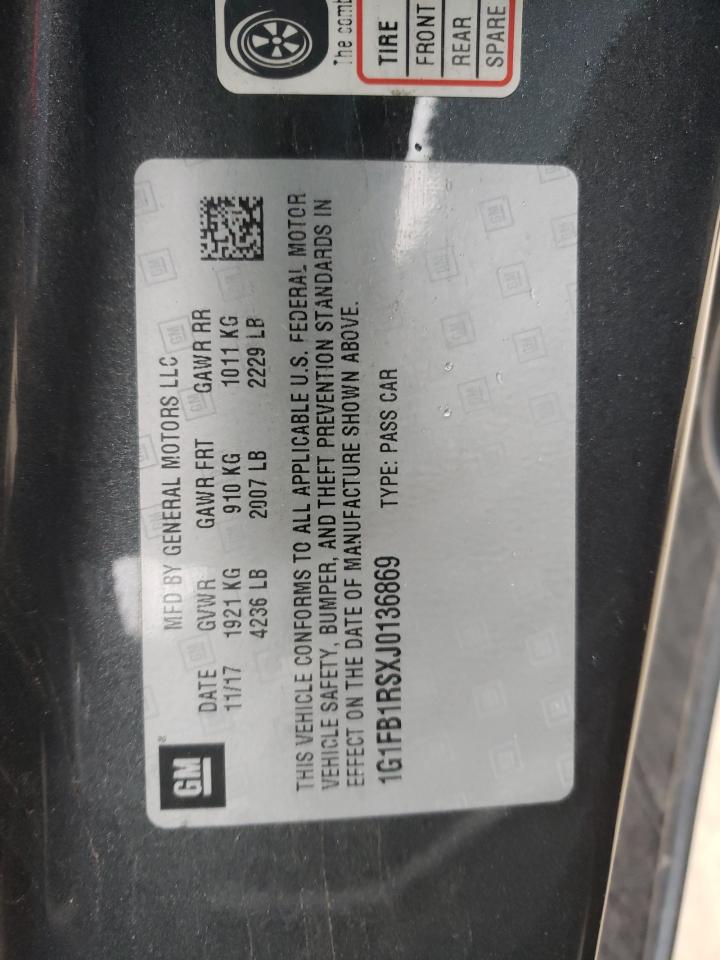 The comb
TIRE
FRONT
REAR
SPARE
GM
MFD BY GENERAL MOTORS LLC
DATE GVWR GAWR FRT GAWR RR
11/17 1921 KG 910 KG 1011 KG
4236 LB 2007 LB 2229 LB
THIS VEHICLE CONFORMS TO ALL APPLICABLE U.S. FEDERAL MOTOR
VEHICLE SAFETY, BUMPER, AND THEFT PREVENTION STANDARDS IN
EFFECT ON THE DATE OF MANUFACTURE SHOWN ABOVE.
1G1FB1RSXJ0136869 TYPE: PASS CAR